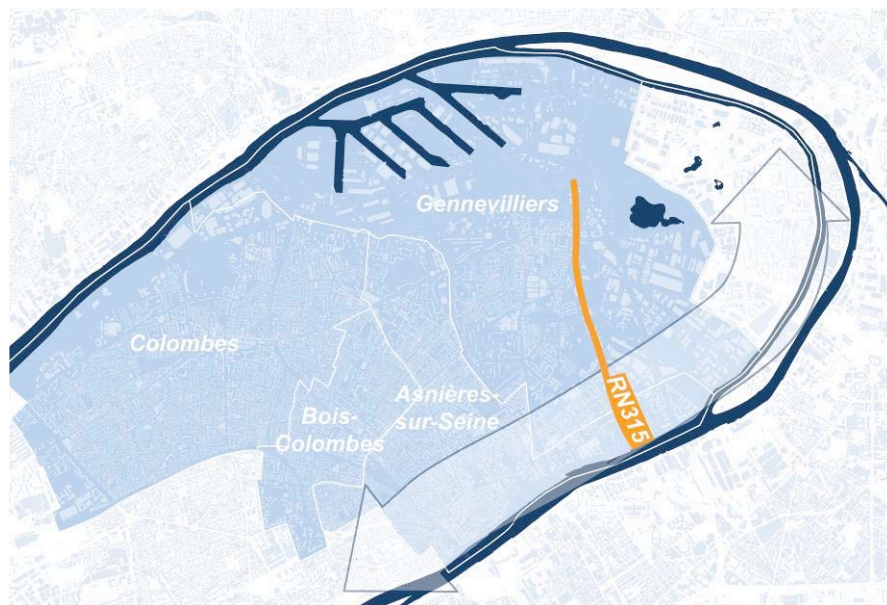 Gennevilliers
Colombes
Asnières-
sur-Seine
Bois-
Colombes
RN315